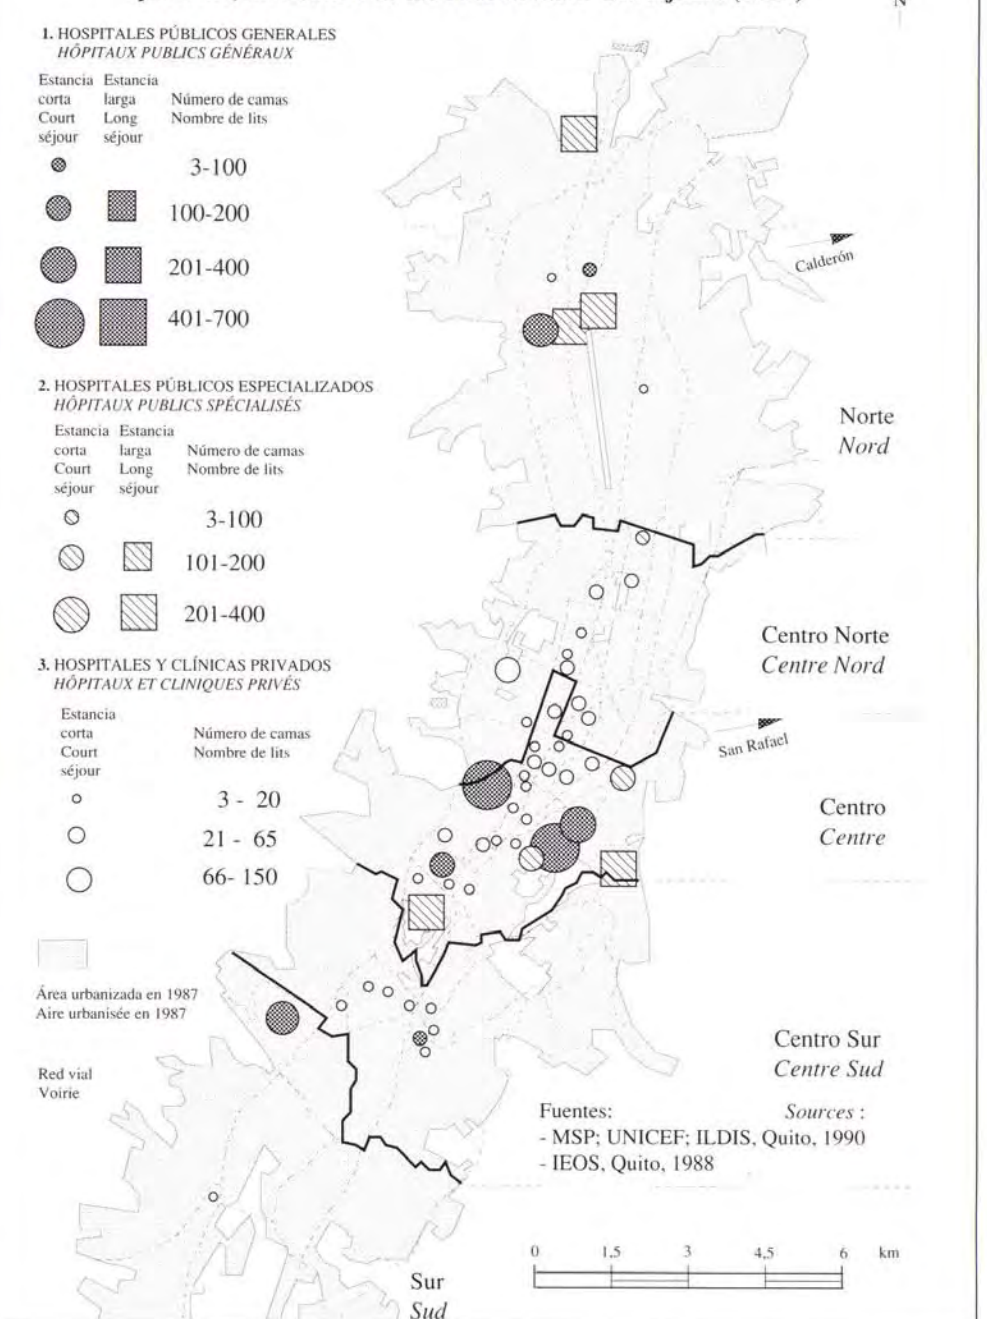 N
1. HOSPITALES PÚBLICOS GENERALES
HÔPITAUX PUBLICS GÉNÉRAUX
Estancia Estancia
corta larga Número de camas
Court Long Nombre de lits
séjour séjour
3-100
100-200
201-400
401-700
2. HOSPITALES PÚBLICOS ESPECIALIZADOS
HÔPITAUX PUBLICS SPÉCIALISÉS
Estancia Estancia
corta larga Número de camas
Court Long Nombre de lits
séjour séjour
3-100
101-200
201-400
3. HOSPITALES Y CLÍNICAS PRIVADOS
HÔPITAUX ET CLINIQUES PRIVÉS
Estancia
corta Número de camas
Court Nombre de lits
séjour
3 - 20
21 - 65
66- 150
Área urbanizada en 1987
Aire urbanisée en 1987
Red vial
Voirie
Calderón
Norte
Nord
Centro Norte
Centre Nord
San Rafael
Centro
Centre
Centro Sur
Centre Sud
Fuentes: Sources :
- MSP; UNICEF; ILDIS, Quito, 1990
- IEOS, Quito, 1988
0 1,5 3 4,5 6 km
Sur
Sud